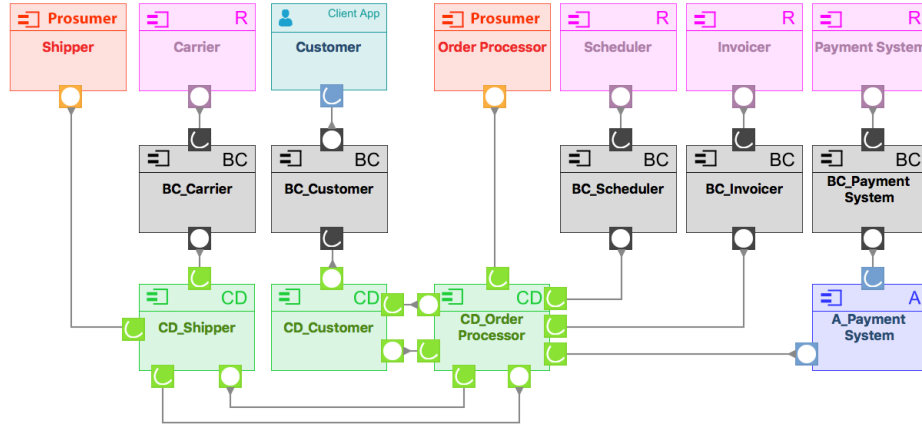 Prosumer
Shipper
R
Carrier
Client App
Customer
Prosumer
Order Processor
R
Scheduler
R
Invoicer
R
Payment System
BC
BC_Carrier
BC
BC_Customer
BC
BC_Scheduler
BC
BC_Invoicer
BC
BC_Payment
System
CD
CD_Shipper
CD
CD_Customer
CD
CD_Order
Processor
A
A_Payment
System